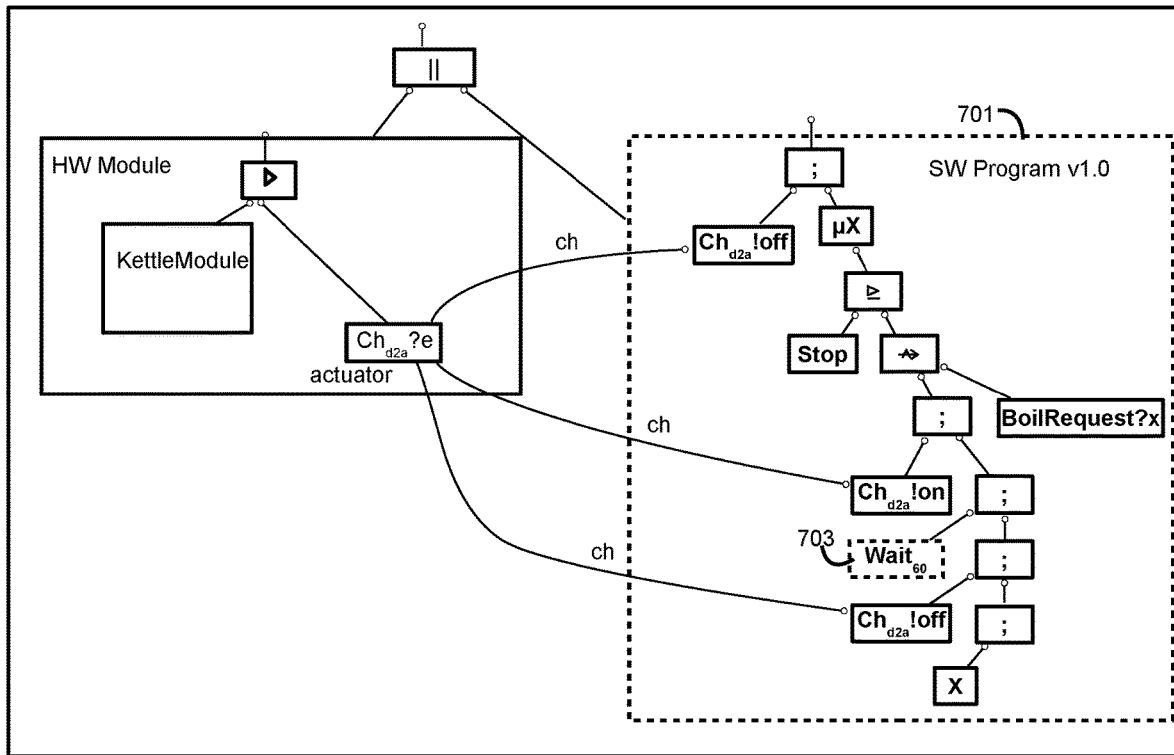 ||
701
HW Module
▷
;
SW Program v1.0
KettleModule
ch
Ch_d2a !off
μX
⊵
Ch_d2a ?e
actuator
Stop
;
BoilRequest?x
ch
Ch_d2a !on
;
703
Wait_60
;
ch
Ch_d2a !off
;
X